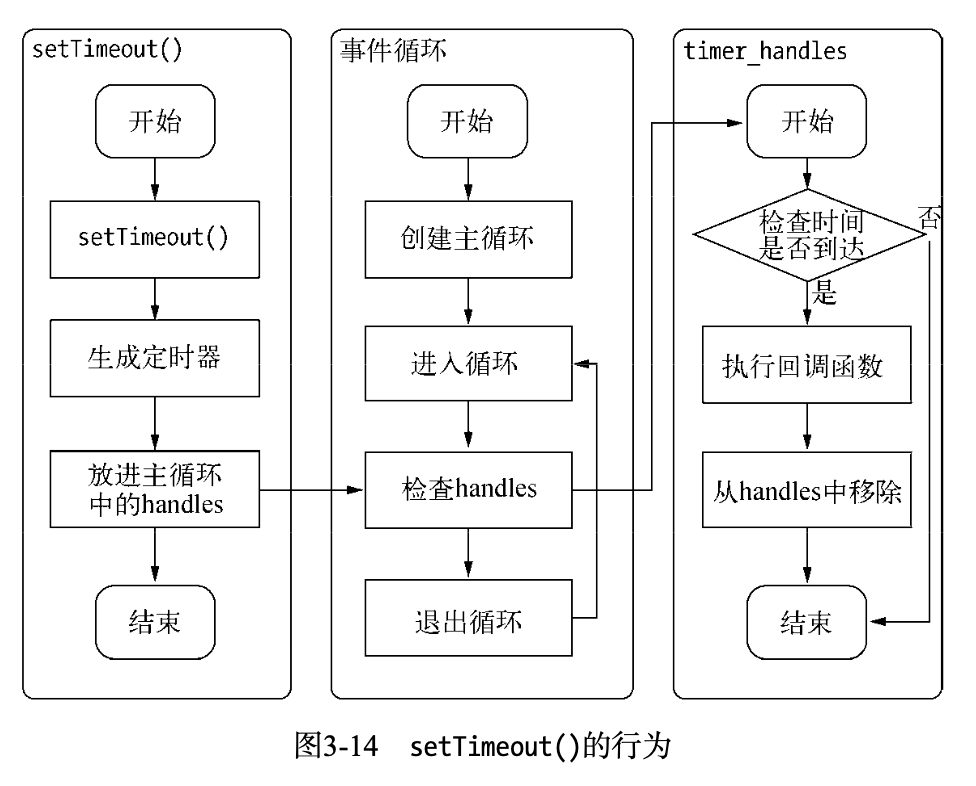 setTimeout()
开始
setTimeout()
生成定时器
放进主循环
中的handles
结束
事件循环
开始
创建主循环
进入循环
检查handles
退出循环
timer_handles
开始
检查时间
是否到达
否
是
执行回调函数
从handles中移除
结束
图3-14 setTimeout()的行为